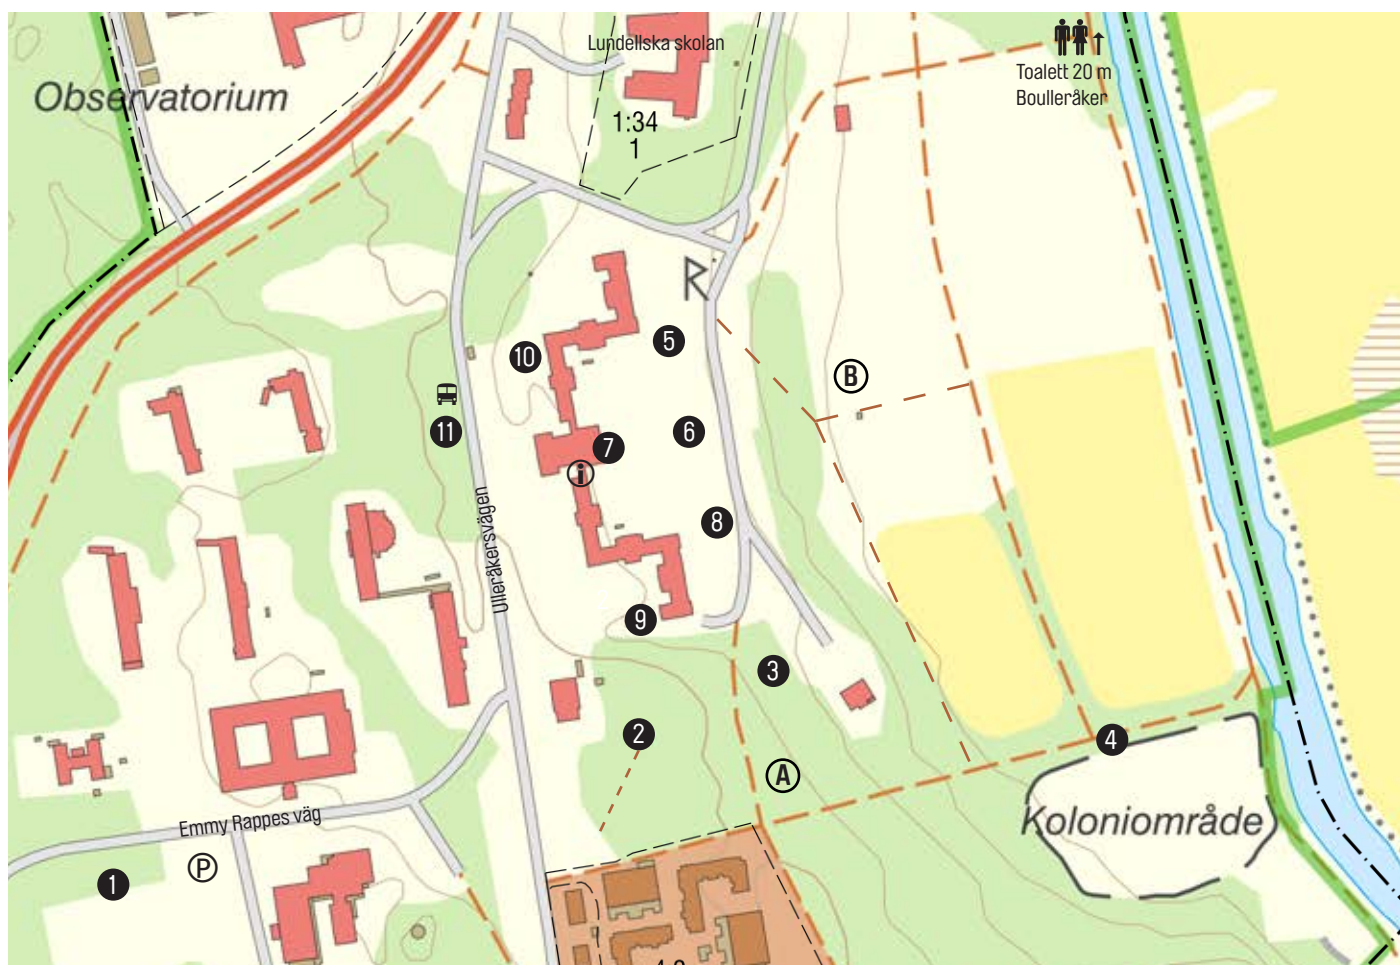 Lundellska skolan
Toalett 20 m
Boulleråker
Observatorium
1:34
1
R
5
10
B
11
6
7
i
Ulleråkersvägen
8
9
3
2
4
A
Koloniområde
Emmy Rappes väg
P
1